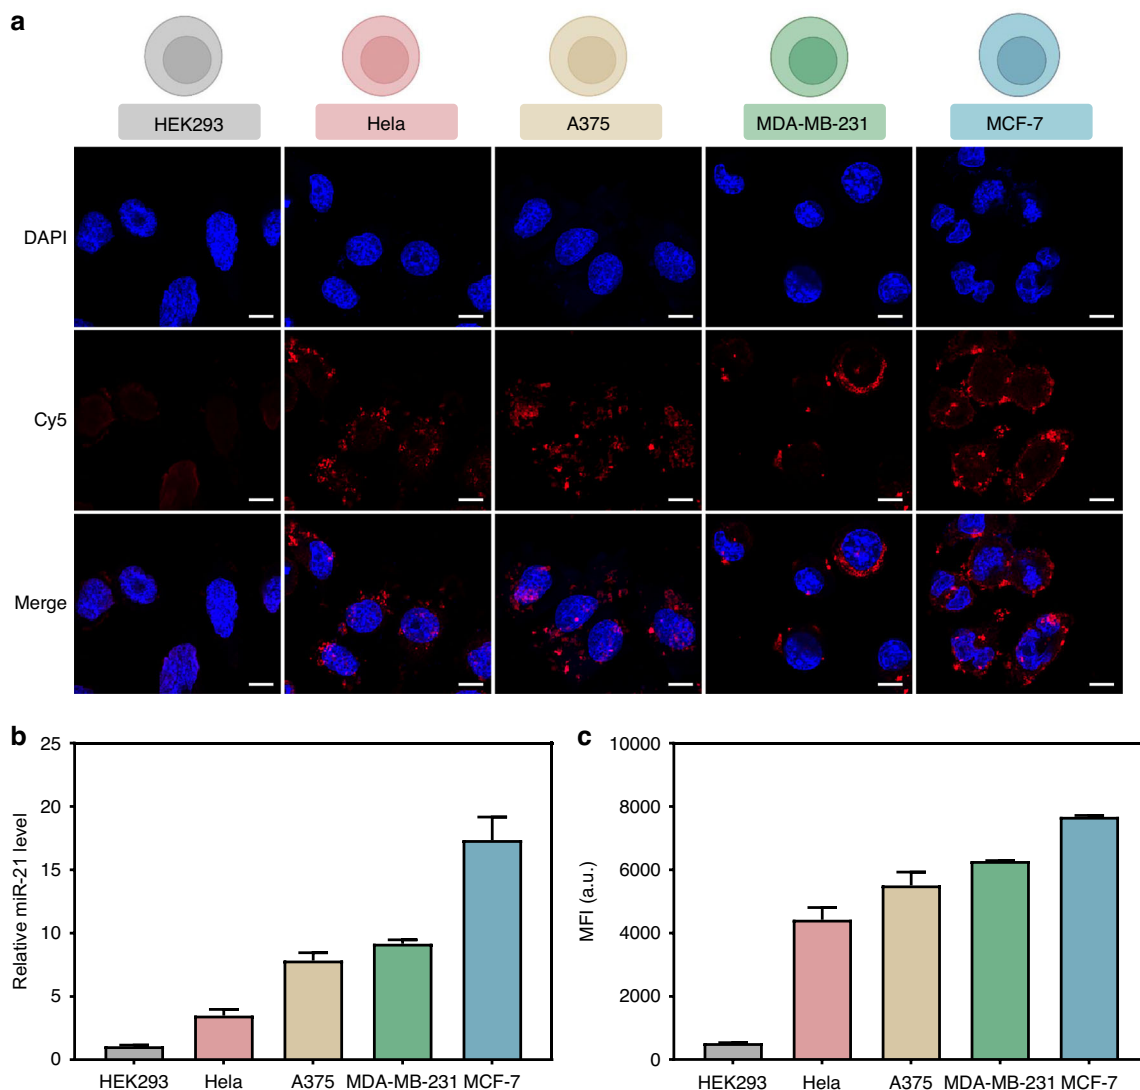 a
HEK293 Hela A375 MDA-MB-231 MCF-7
DAPI
Cy5
Merge
b
Relative miR-21 level
25
20
15
10
5
0
HEK293 Hela A375 MDA-MB-231 MCF-7
c
MFI (a.u.)
10000
8000
6000
4000
2000
0
HEK293 Hela A375 MDA-MB-231 MCF-7